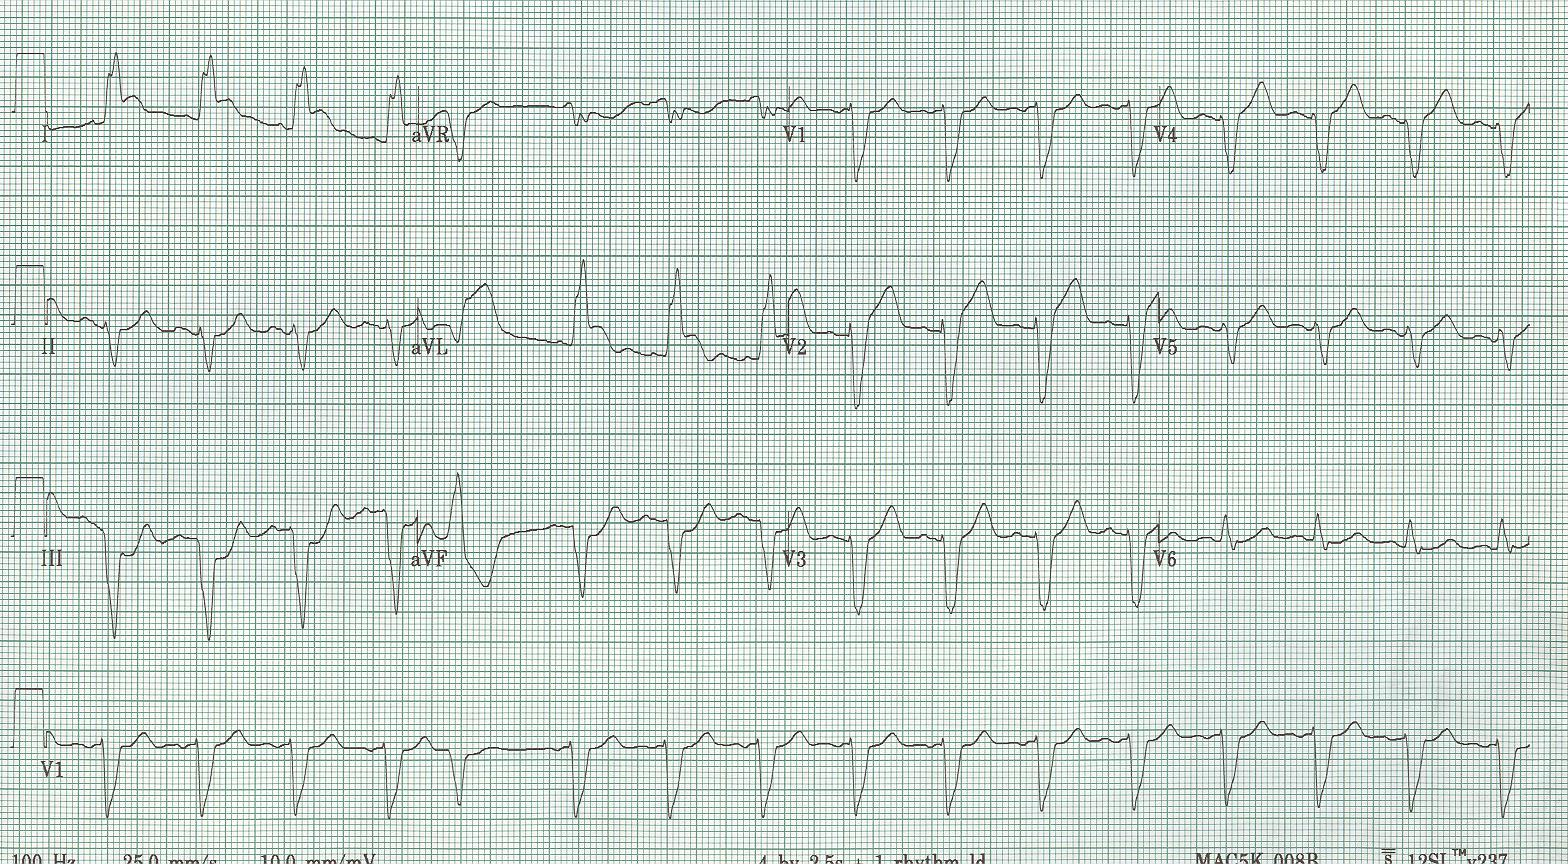 I aVR V1 V4
II aVL V2 V5
III aVF V3 V6
V1
100 Hz 25.0 mm/s 10.0 mm/mV 4 by 2.5s + 1 rhythm ld MAC5K 008B 12SL™ v237